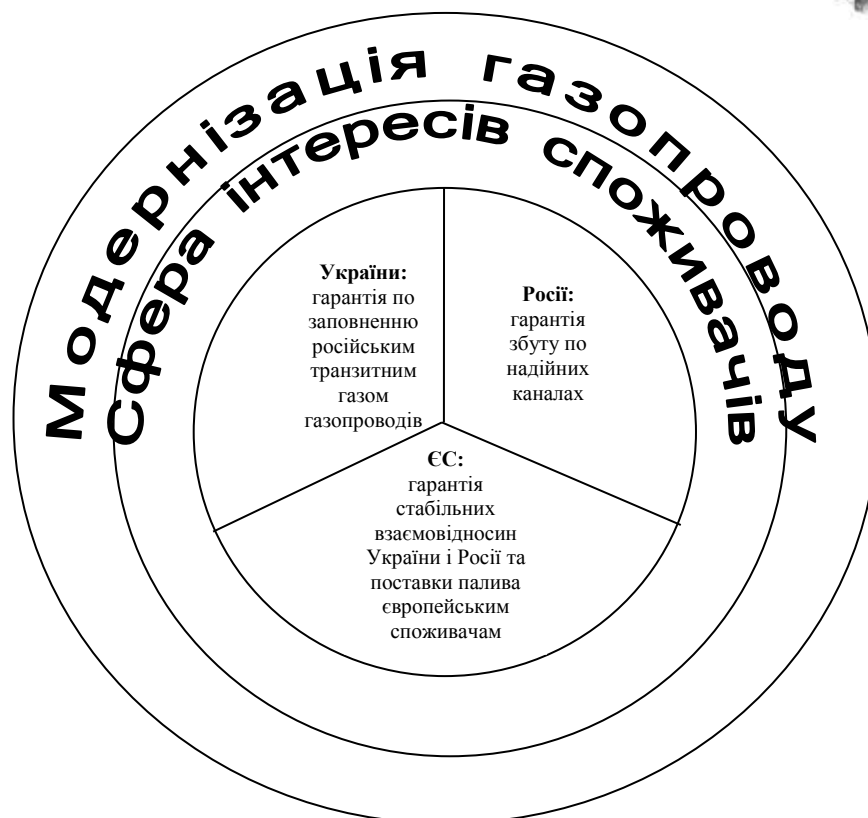 Модернізація газопроводу
Сфера інтересів споживачів
України:
гарантія по
заповненню
російським
транзитним
газом
газопроводів
Росії:
гарантія
збуту по
надійних
каналах
ЄС:
гарантія
стабільних
взаємовідносин
України і Росії та
поставки палива
європейським
споживачам